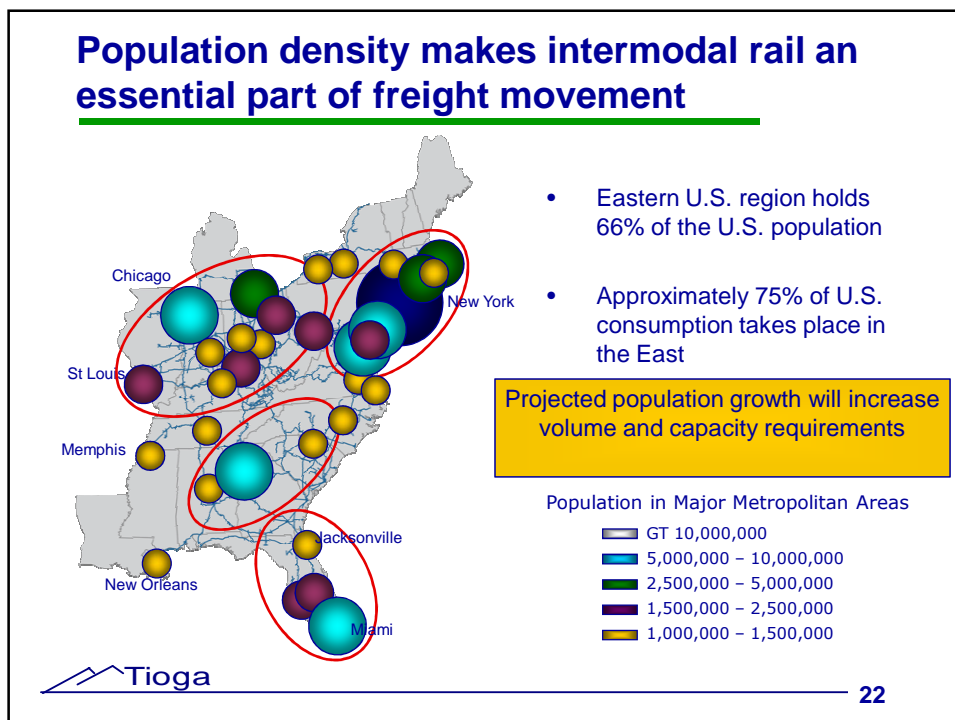 Population density makes intermodal rail an
essential part of freight movement
Chicago
New York
St Louis
Memphis
Jacksonville
New Orleans
Miami
• Eastern U.S. region holds
66% of the U.S. population
• Approximately 75% of U.S.
consumption takes place in
the East
Projected population growth will increase
volume and capacity requirements
Population in Major Metropolitan Areas
GT 10,000,000
5,000,000 – 10,000,000
2,500,000 – 5,000,000
1,500,000 – 2,500,000
1,000,000 – 1,500,000
Tioga
22